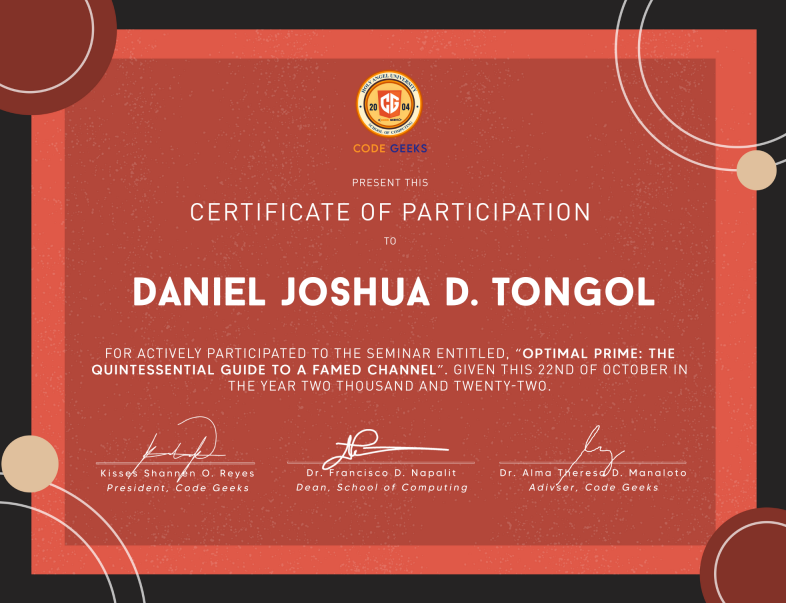 HOLY ANGEL UNIVERSITY
20 CG 04
SCHOOL OF COMPUTING
CODE GEEKS
PRESENT THIS
CERTIFICATE OF PARTICIPATION
TO
DANIEL JOSHUA D. TONGOL
FOR ACTIVELY PARTICIPATED TO THE SEMINAR ENTITLED, “OPTIMAL PRIME: THE
QUINTESSENTIAL GUIDE TO A FAMED CHANNEL”. GIVEN THIS 22ND OF OCTOBER IN
THE YEAR TWO THOUSAND AND TWENTY-TWO.
Kisses Shannen O. Reyes
President, Code Geeks
Dr. Francisco D. Napalit
Dean, School of Computing
Dr. Alma Theresa D. Manaloto
Adivser, Code Geeks